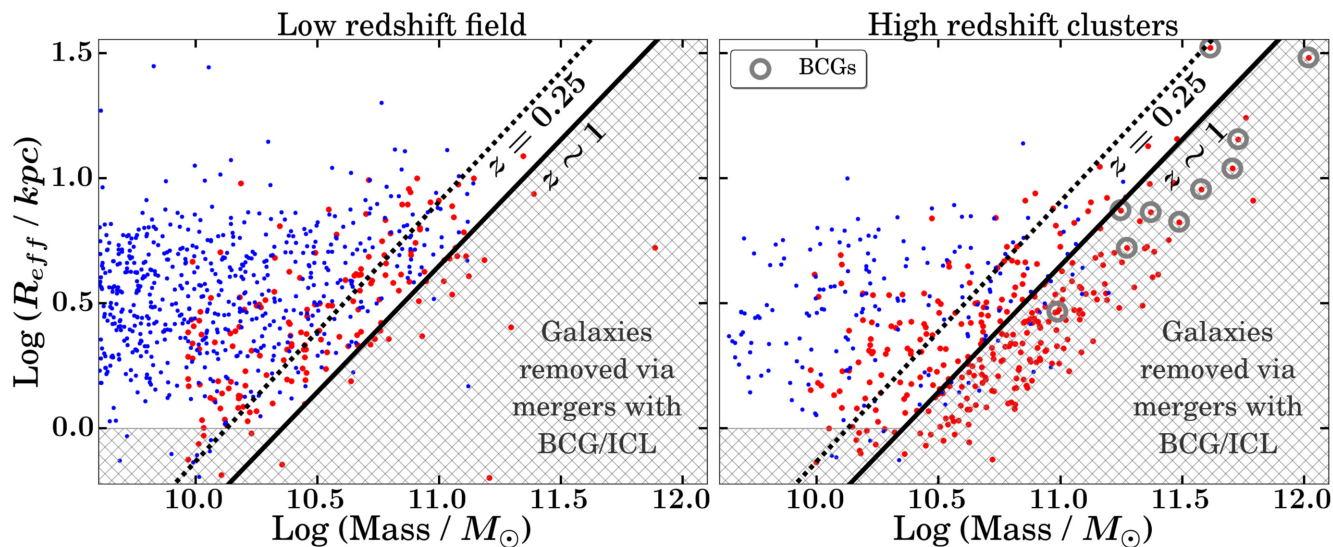 Low redshift field
High redshift clusters
1.5
1.0
0.5
0.0
Log (R_eff / kpc)
z = 0.25
z ∼ 1
Galaxies
removed via
mergers with
BCG/ICL
10.0 10.5 11.0 11.5 12.0
Log (Mass / M_⊙)
BCGs
z = 0.25
z ∼ 1
Galaxies
removed via
mergers with
BCG/ICL
10.0 10.5 11.0 11.5 12.0
Log (Mass / M_⊙)